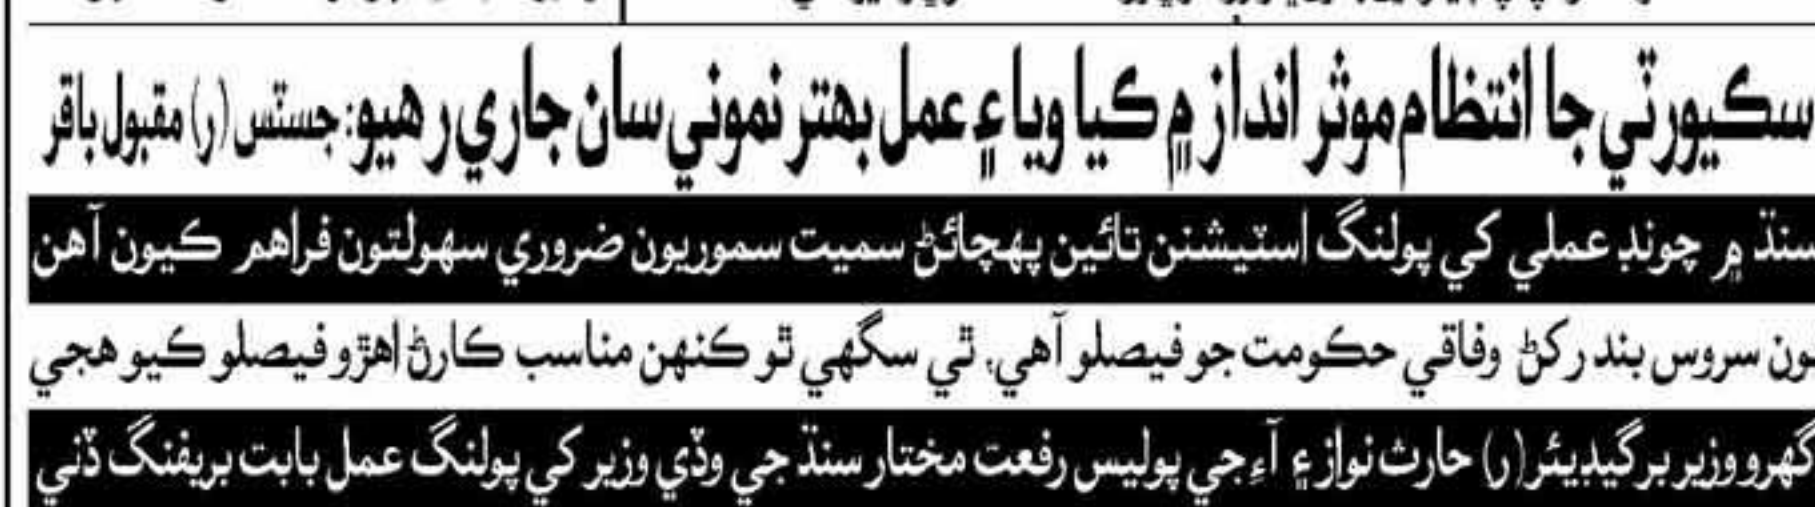 سڪيورٽي جا انتظام موثر انداز ۾ ڪيا ويا ۽ عمل بهتر نموني سان جاري رهيو: جسٽس (ر) مقبول باقر
سنڌ ۾ چونڊ عملي کي پولنگ اسٽيشنن تائين پهچائڻ سميت سموريون ضروري سهولتون فراهم ڪيون آهن
سروس بند رکڻ وفاقي حڪومت جو فيصلو آهي، ٿي سگهي ٿو ڪنهن مناسب ڪارڻ اهڙو فيصلو ڪيو هجي
گهرو وزير برگيڊيئر (ر) حارث نواز ۽ آءِ جي پوليس رفعت مختار سنڌ جي وڏي وزير کي پولنگ عمل بابت بريفنگ ڏني